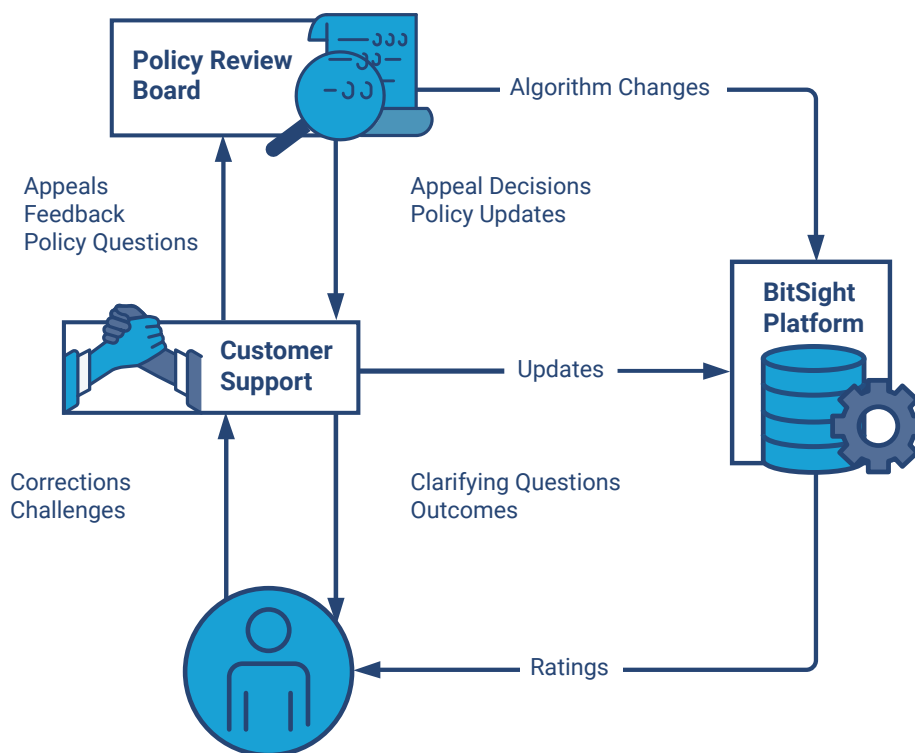 Policy Review
Board
Algorithm Changes
Appeals
Feedback
Policy Questions
Appeal Decisions
Policy Updates
BitSight
Platform
Customer
Support
Updates
Corrections
Challenges
Clarifying Questions
Outcomes
Ratings